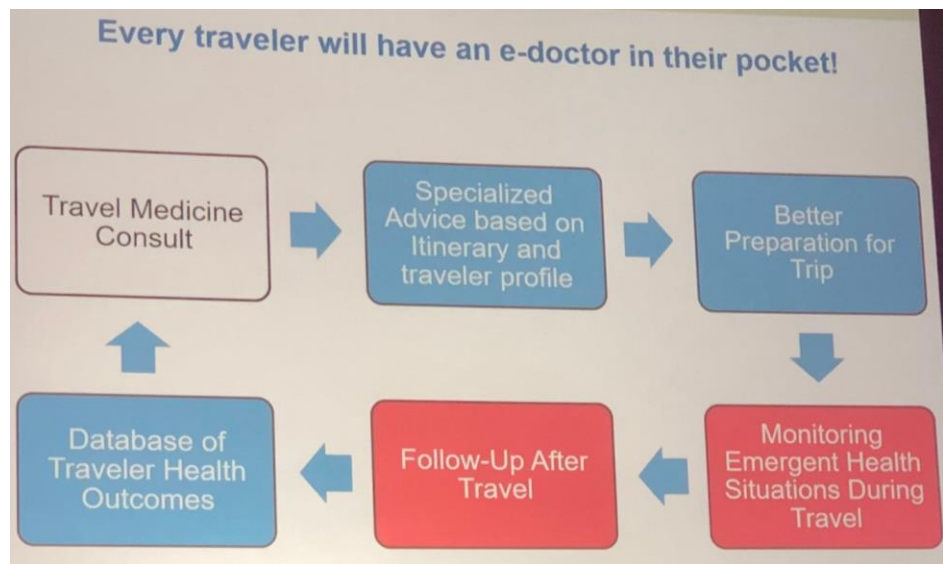 Every traveler will have an e-doctor in their pocket!
Travel Medicine
Consult
Specialized
Advice based on
Itinerary and
traveler profile
Better
Preparation for
Trip
Monitoring
Emergent Health
Situations During
Travel
Follow-Up After
Travel
Database of
Traveler Health
Outcomes